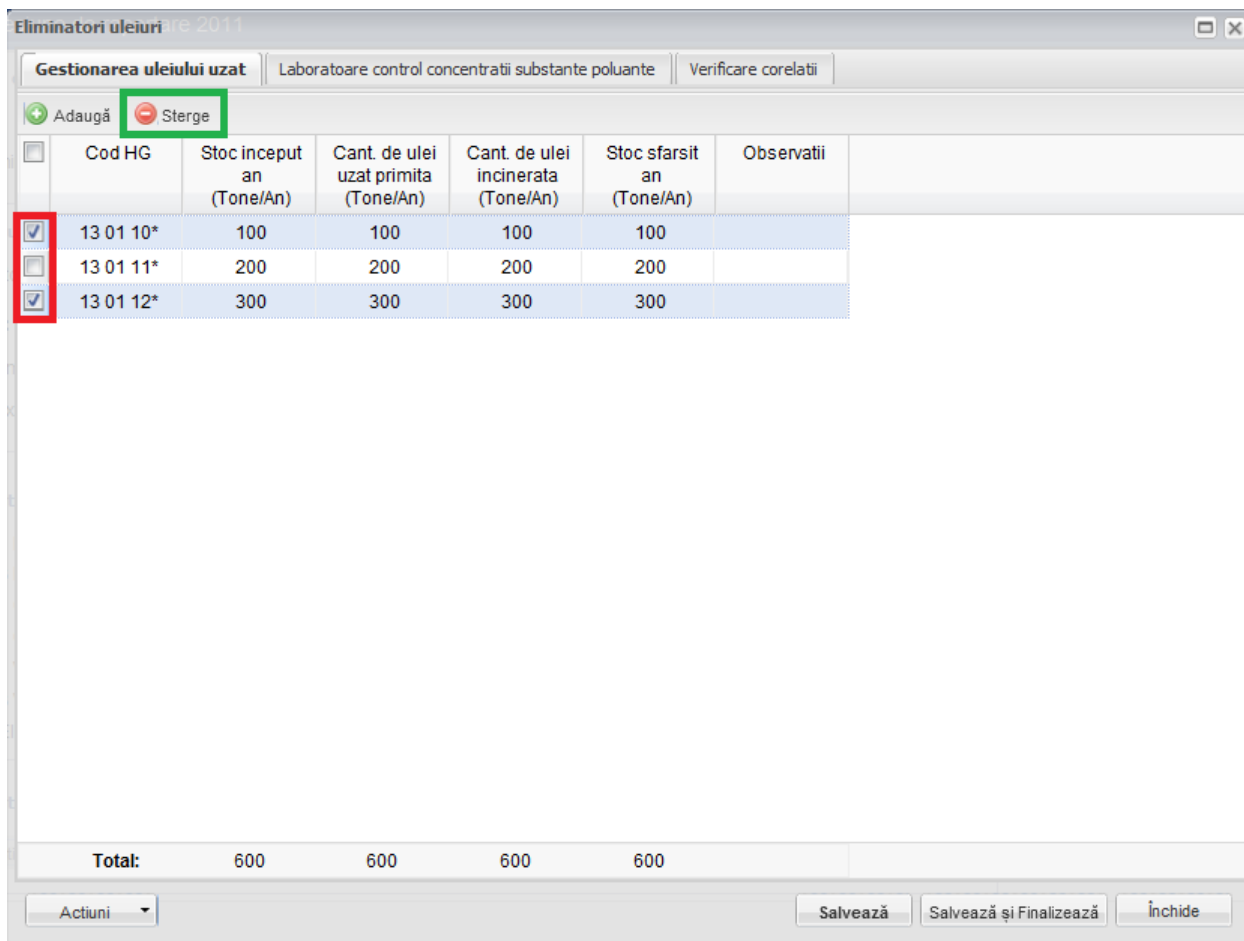 Eliminatori uleiuri
Gestionarea uleiului uzat Laboratoare control concentratii substante poluante Verificare corelatii
Adaugă Sterge
Cod HG Stoc inceput an (Tone/An) Cant. de ulei uzat primita (Tone/An) Cant. de ulei incinerata (Tone/An) Stoc sfarsit an (Tone/An) Observatii
13 01 10* 100 100 100 100
13 01 11* 200 200 200 200
13 01 12* 300 300 300 300
Total: 600 600 600 600
Actiuni Salvează Salvează și Finalizează Închide